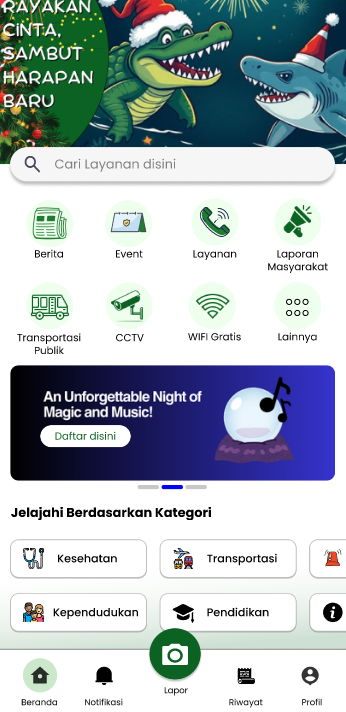 RAYAKAN
CINTA,
SAMBUT
HARAPAN
BARU
Cari Layanan disini
Berita
Event
Layanan
Laporan
Masyarakat
Transportasi
Publik
CCTV
WIFI Gratis
Lainnya
An Unforgettable Night of
Magic and Music!
Daftar disini
Jelajahi Berdasarkan Kategori
Kesehatan
Transportasi
Kependudukan
Pendidikan
Beranda
Notifikasi
Lapor
Riwayat
Profil